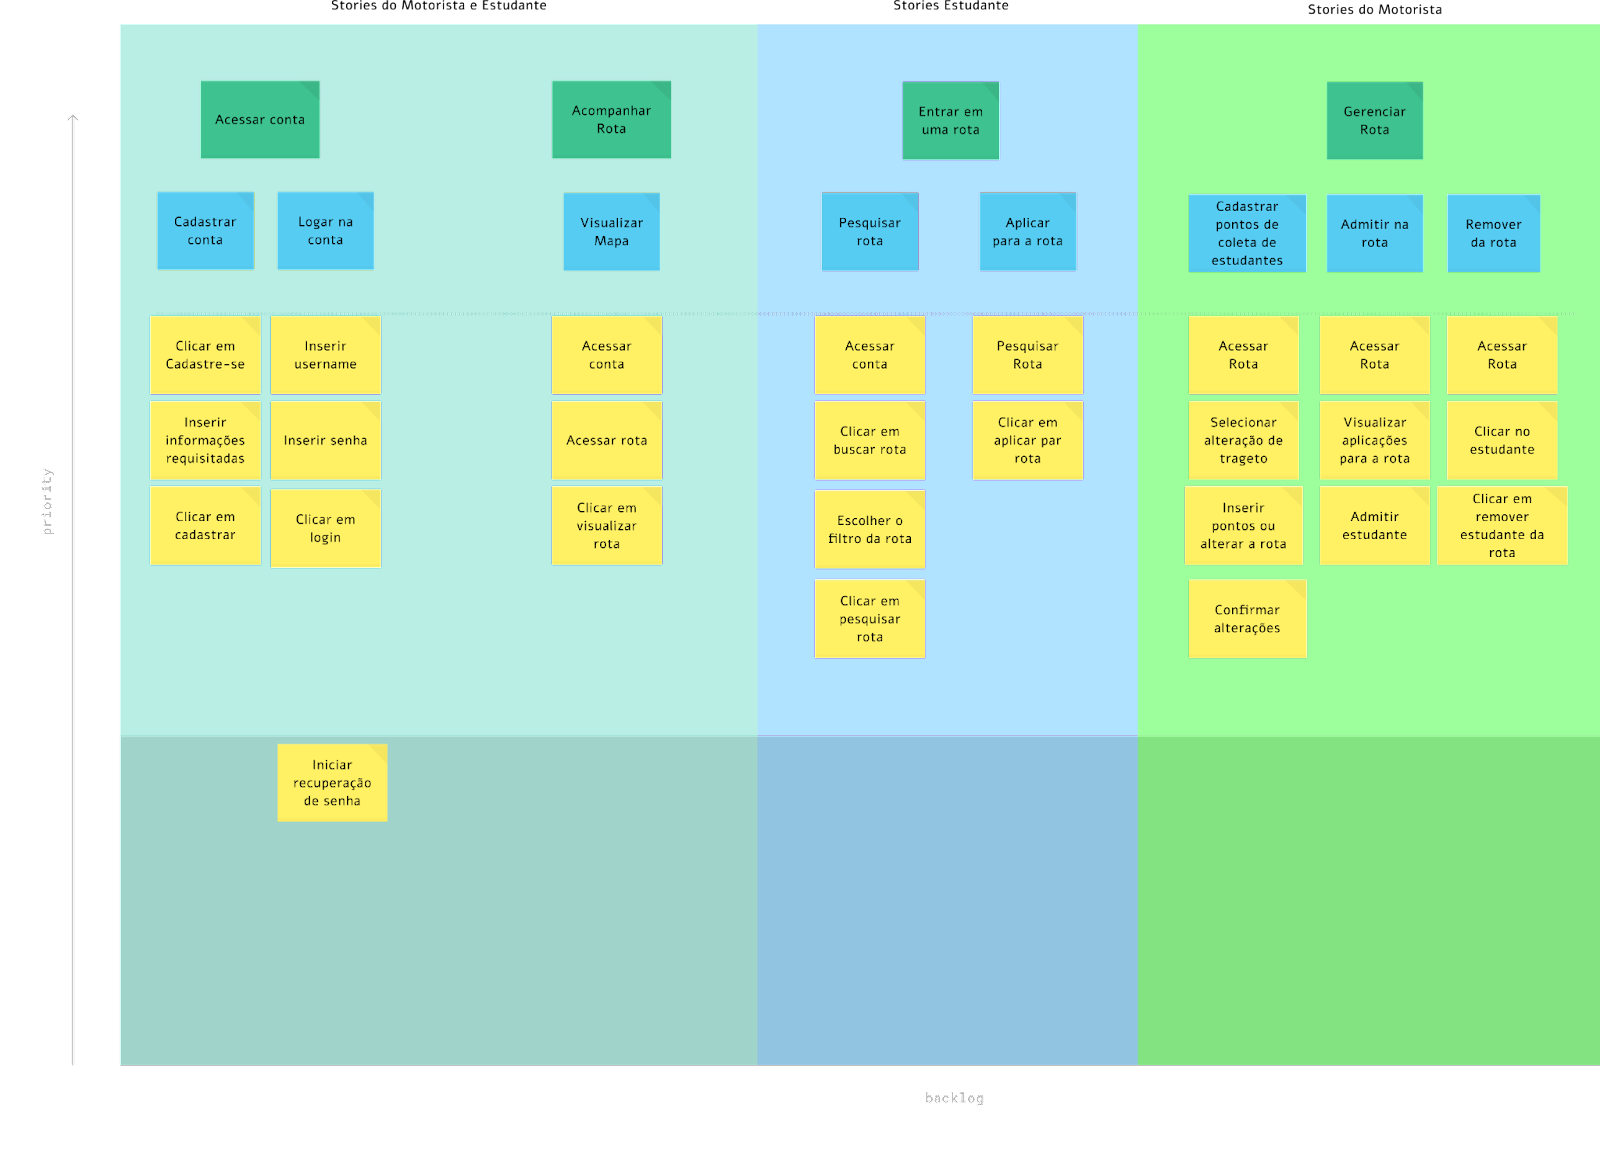 Stories do Motorista e Estudante
Stories Estudante
Stories do Motorista
Acessar conta
Acompanhar
Rota
Entrar em
uma rota
Gerenciar
Rota
Cadastrar
conta
Logar na
conta
Visualizar
Mapa
Pesquisar
rota
Aplicar
para a rota
Cadastrar
pontos de
coleta de
estudantes
Admitir na
rota
Remover
da rota
Clicar em
Cadastre-se
Inserir
username
Acessar
conta
Acessar
conta
Pesquisar
Rota
Acessar
Rota
Acessar
Rota
Acessar
Rota
Inserir
informações
requisitadas
Inserir senha
Acessar rota
Clicar em
buscar rota
Clicar em
aplicar par
rota
Selecionar
alteração de
trageto
Visualizar
aplicações
para a rota
Clicar no
estudante
Clicar em
cadastrar
Clicar em
login
Clicar em
visualizar
rota
Escolher o
filtro da rota
Inserir
pontos ou
alterar a rota
Admitir
estudante
Clicar em
remover
estudante da
rota
Clicar em
pesquisar
rota
Confirmar
alterações
Iniciar
recuperação
de senha
priority
backlog